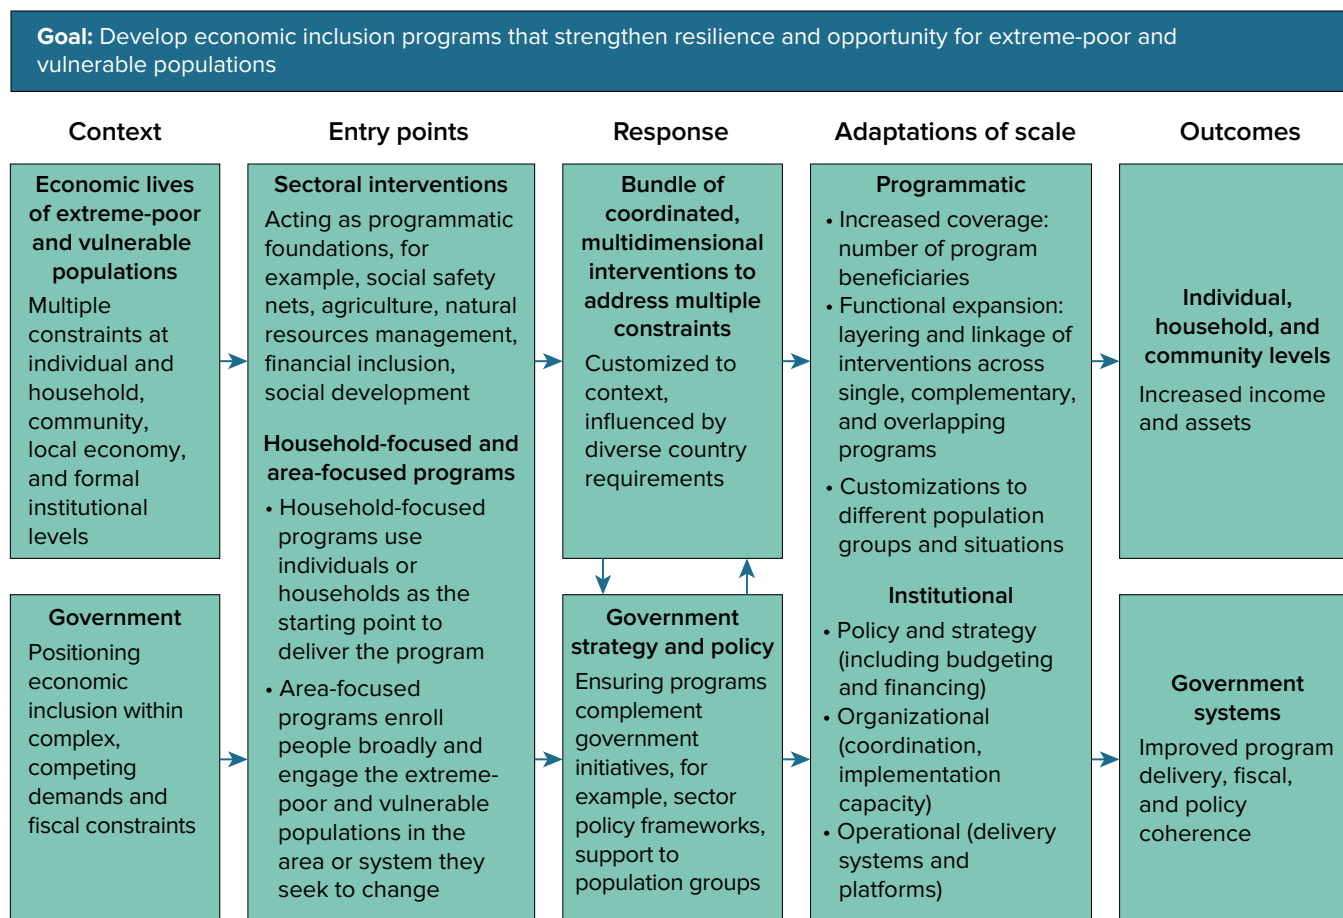 Goal: Develop economic inclusion programs that strengthen resilience and opportunity for extreme-poor and
vulnerable populations
Context
Entry points
Response
Adaptations of scale
Outcomes
Economic lives
of extreme-poor
and vulnerable
populations
Multiple
constraints at
individual and
household,
community,
local economy,
and formal
institutional
levels
Government
Positioning
economic
inclusion within
complex,
competing
demands and
fiscal constraints
Sectoral interventions
Acting as programmatic
foundations, for
example, social safety
nets, agriculture, natural
resources management,
financial inclusion,
social development
Household-focused and
area-focused programs
• Household-focused
programs use
individuals or
households as the
starting point to
deliver the program
• Area-focused
programs enroll
people broadly and
engage the extreme-
poor and vulnerable
populations in the
area or system they
seek to change
Bundle of
coordinated,
multidimensional
interventions to
address multiple
constraints
Customized to
context,
influenced by
diverse country
requirements
Government
strategy and policy
Ensuring programs
complement
government
initiatives, for
example, sector
policy frameworks,
support to
population groups
Programmatic
• Increased coverage:
number of program
beneficiaries
• Functional expansion:
layering and linkage of
interventions across
single, complementary,
and overlapping
programs
• Customizations to
different population
groups and situations
Institutional
• Policy and strategy
(including budgeting
and financing)
• Organizational
(coordination,
implementation
capacity)
• Operational (delivery
systems and
platforms)
Individual,
household, and
community levels
Increased income
and assets
Government
systems
Improved program
delivery, fiscal,
and policy
coherence